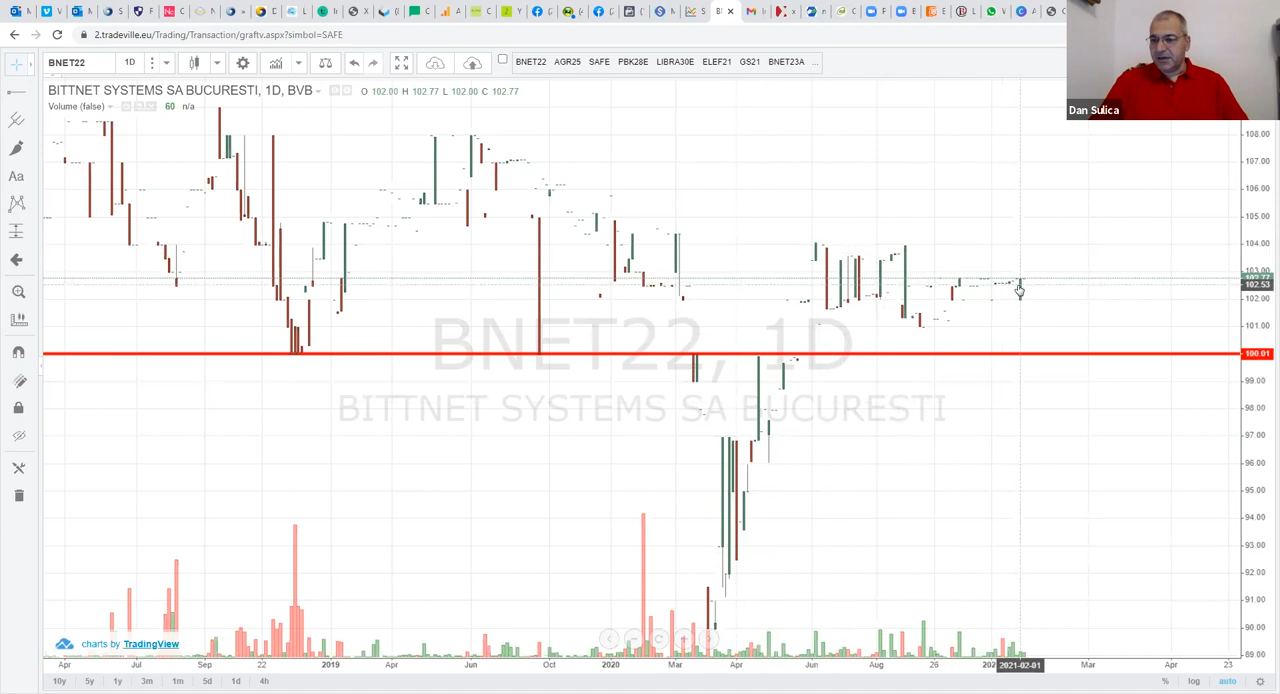 2.tradeville.eu/Trading/Transaction/graftv.aspx?simbol=SAFE
BNET22 1D
BNET22 AGR25 SAFE PBK28E LIBRA30E ELEF21 GS21 BNET23A ...
Dan Sulica
BITTNET SYSTEMS SA BUCURESTI, 1D, BVB
O 102.00 H 102.77 L 102.00 C 102.77
Volume (false) 60 n/a
Aa
BNET22, 1D
BITTNET SYSTEMS SA BUCURESTI
108.00
107.00
106.00
105.00
104.00
103.00
102.77
102.53
102.00
101.00
100.01
99.00
98.00
97.00
96.00
95.00
94.00
93.00
92.00
91.00
90.00
89.00
charts by TradingView
Apr Jul Sep 22 2019 Apr Jun Oct 2020 Mar Apr Jun Aug 26 202 2021-02-01 Mar Apr 23
10y 5y 1y 3m 1m 5d 1d 4h
% log auto